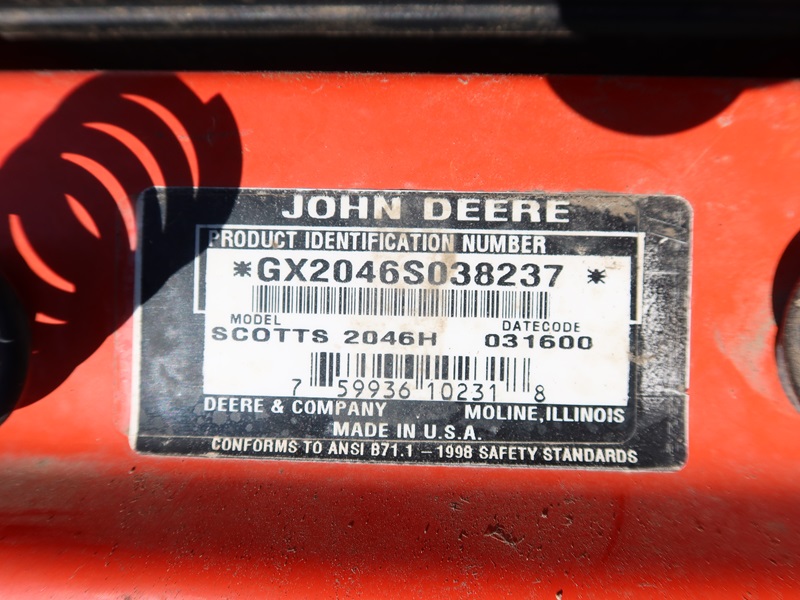 JOHN DEERE
PRODUCT IDENTIFICATION NUMBER
*GX2046S038237 *
MODEL DATECODE
SCOTTS 2046H 031600
7 59936 10231 8
DEERE & COMPANY MOLINE, ILLINOIS
MADE IN U.S.A.
CONFORMS TO ANSI B71.1 – 1998 SAFETY STANDARDS